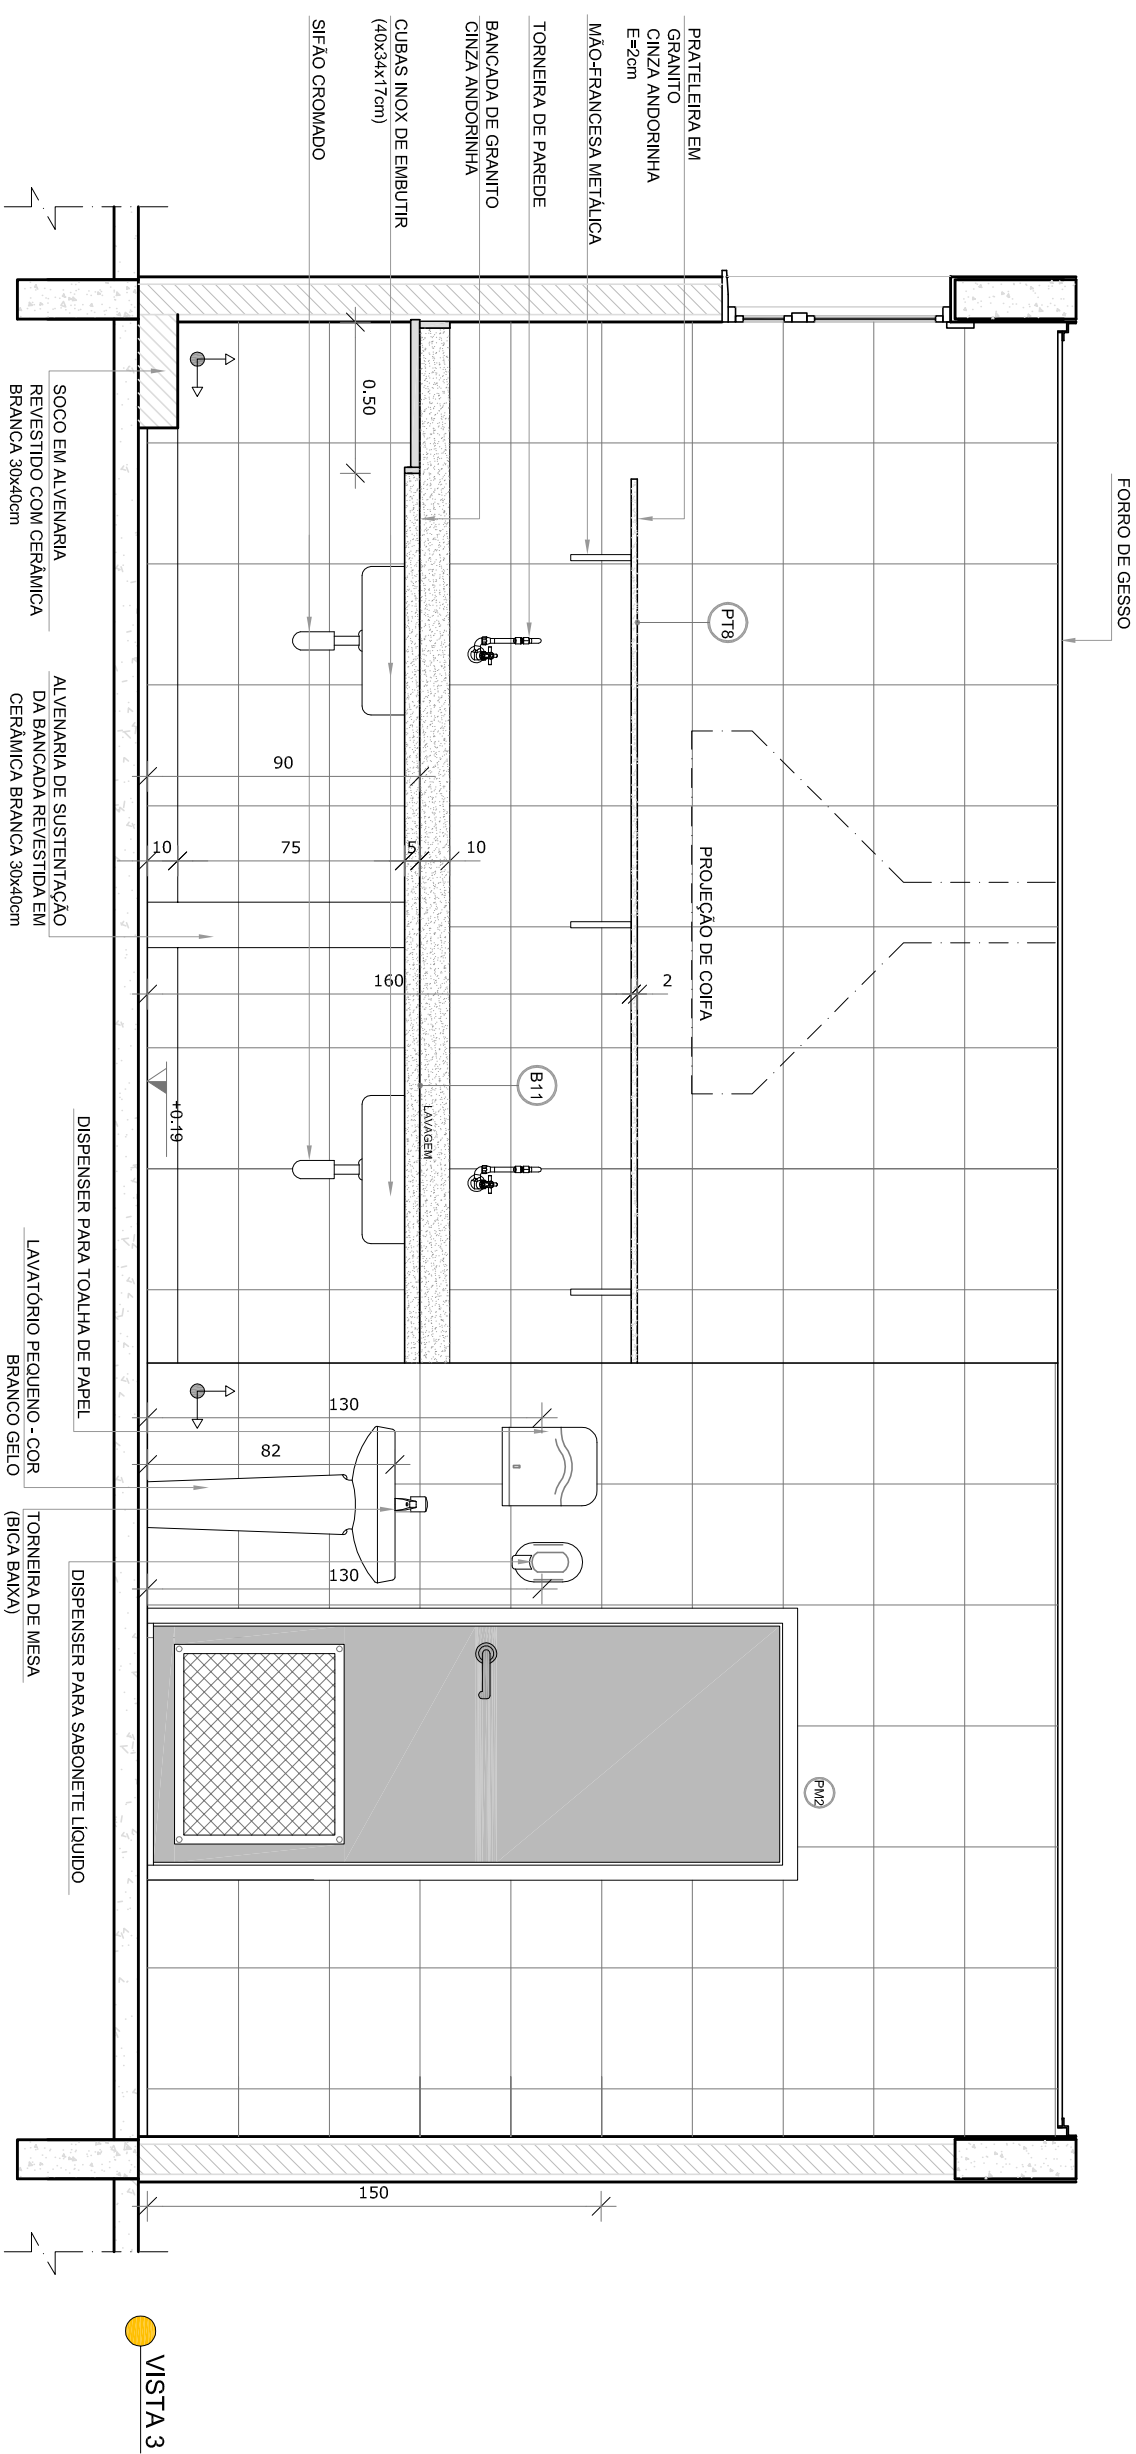 FORRO DE GESSO
PRATELEIRA EM
GRANITO
CINZA ANDORINHA
E=2cm
MÃO-FRANCESA METÁLICA
TORNEIRA DE PAREDE
BANCADA DE GRANITO
CINZA ANDORINHA
CUBAS INOX DE EMBUTIR
(40x34x17cm)
SIFÃO CROMADO
PT8
PROJEÇÃO DE COIFA
PM2
B11
LAVAGEM
0.50
90
10
75
5
10
160
2
+0.19
130
82
130
150
SOCO EM ALVENARIA
REVESTIDO COM CERÂMICA
BRANCA 30x40cm
ALVENARIA DE SUSTENTAÇÃO
DA BANCADA REVESTIDA EM
CERÂMICA BRANCA 30x40cm
DISPENSER PARA TOALHA DE PAPEL
LAVATÓRIO PEQUENO - COR
BRANCO GELO
TORNEIRA DE MESA
(BICA BAIXA)
DISPENSER PARA SABONETE LÍQUIDO
VISTA 3